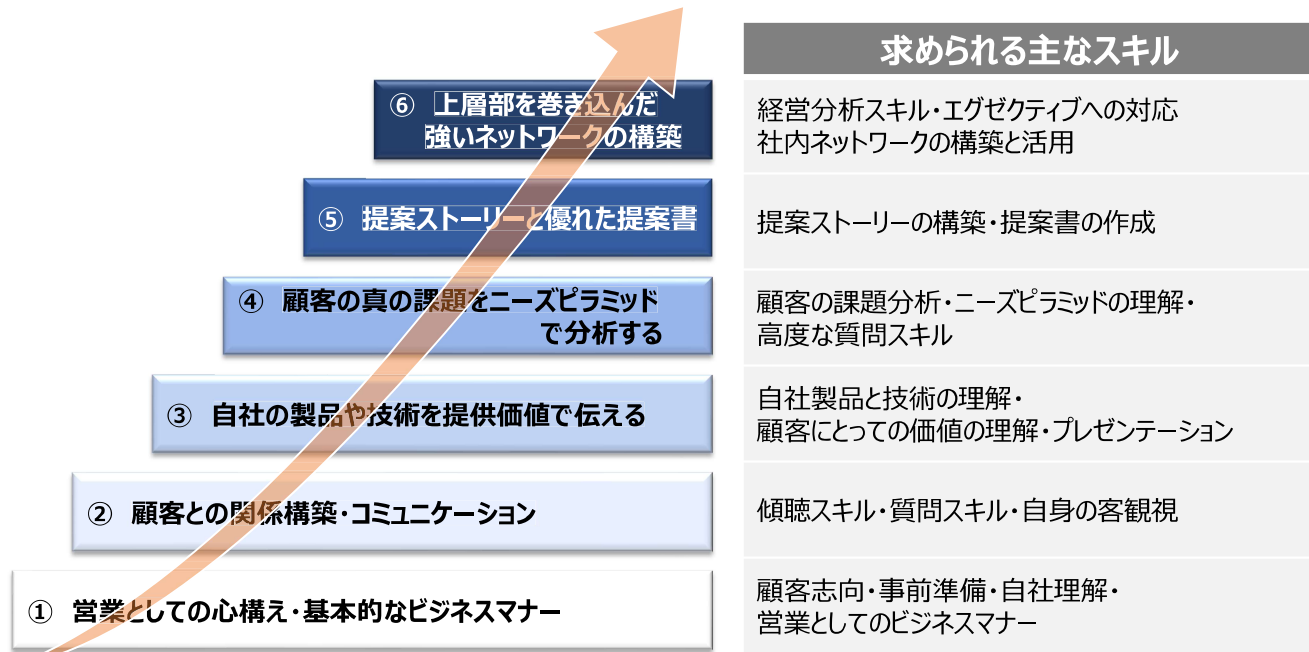 求められる主なスキル
⑥ 上層部を巻き込んだ
強いネットワークの構築
経営分析スキル・エグゼクティブへの対応
社内ネットワークの構築と活用
⑤ 提案ストーリーと優れた提案書
提案ストーリーの構築・提案書の作成
④ 顧客の真の課題をニーズピラミッド
で分析する
顧客の課題分析・ニーズピラミッドの理解・
高度な質問スキル
③ 自社の製品や技術を提供価値で伝える
自社製品と技術の理解・
顧客にとっての価値の理解・プレゼンテーション
② 顧客との関係構築・コミュニケーション
傾聴スキル・質問スキル・自身の客観視
① 営業としての心構え・基本的なビジネスマナー
顧客志向・事前準備・自社理解・
営業としてのビジネスマナー